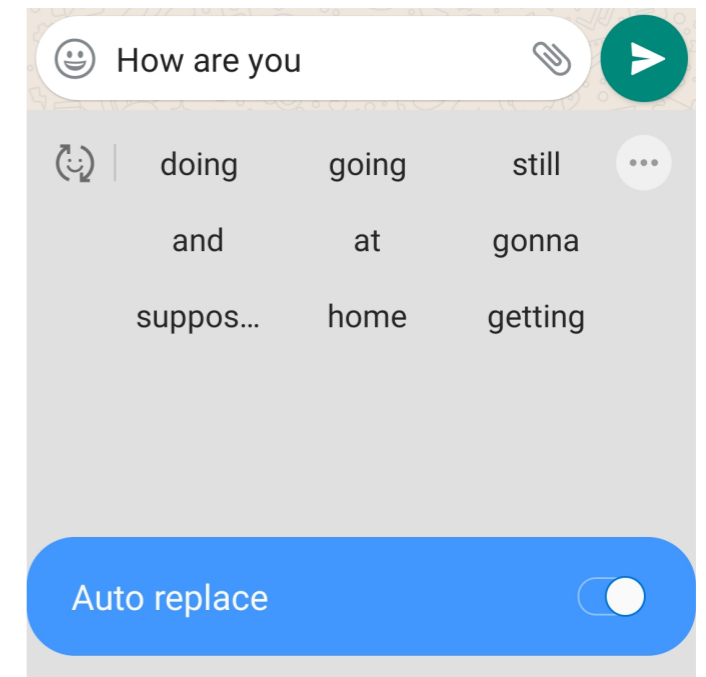 How are you
doing going still
and at gonna
suppos... home getting
Auto replace